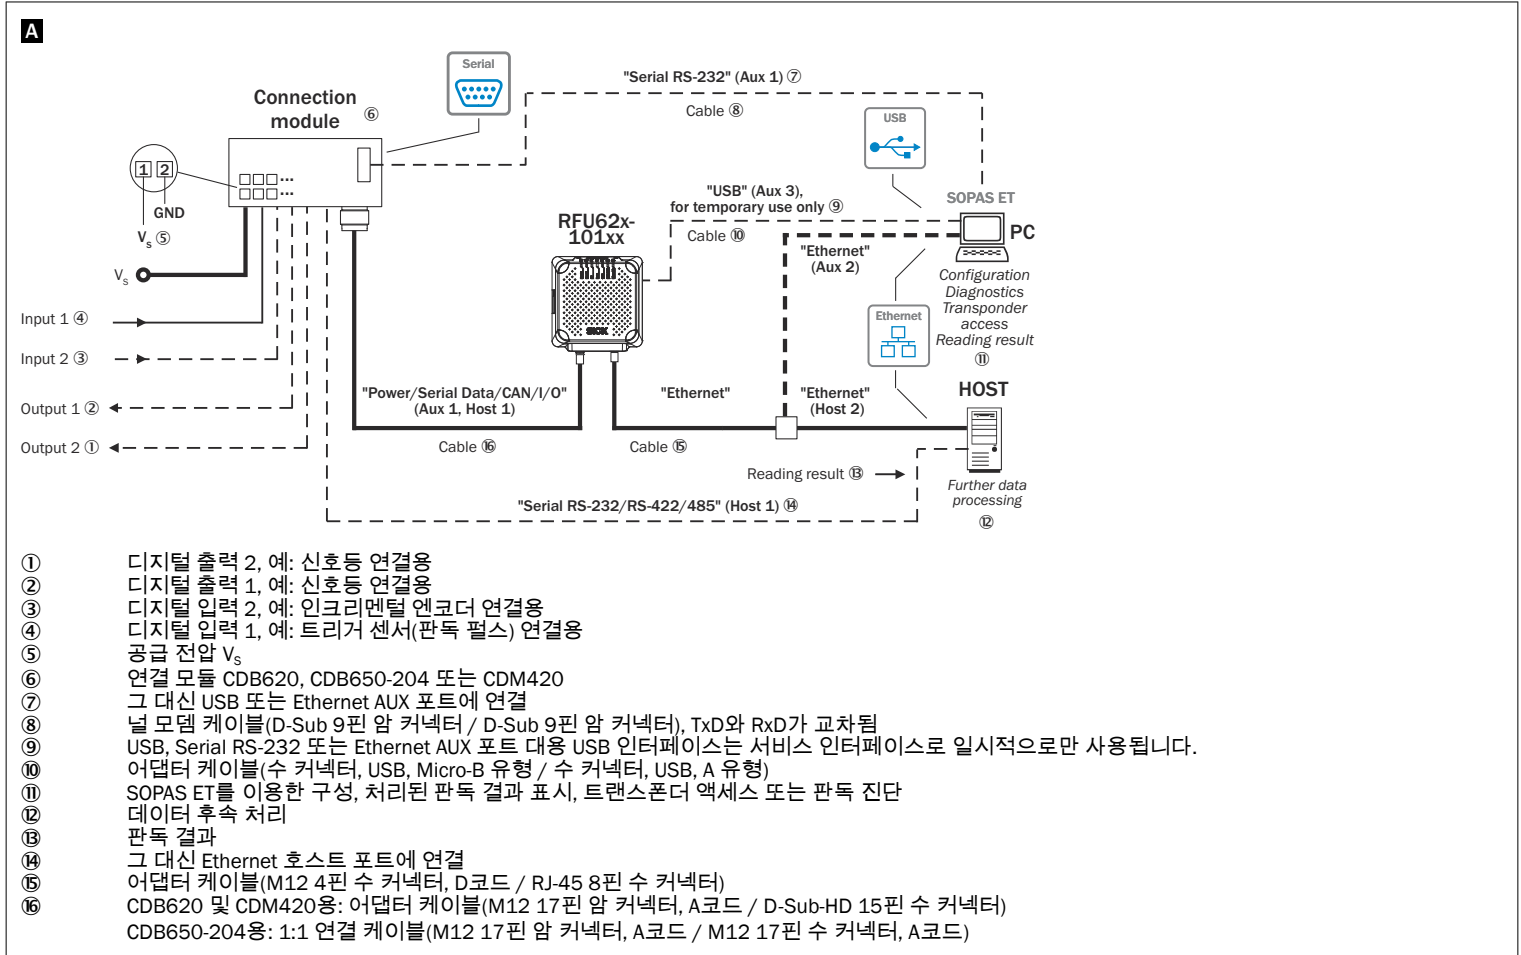 A
Serial
"Serial RS-232" (Aux 1) ⑦
Cable ⑧
Connection
module ⑥
USB
1 2
GND
Vs ⑤
"USB" (Aux 3),
for temporary use only ⑨
Cable ⑩
SOPAS ET
PC
RFU62x-
101xx
"Ethernet"
(Aux 2)
Vs
Configuration
Diagnostics
Transponder
access
Reading result
⑪
Ethernet
SICK
Input 1 ④
Input 2 ③
Output 1 ②
Output 2 ①
"Power/Serial Data/CAN/I/O"
(Aux 1, Host 1)
Cable ⑯
"Ethernet"
Cable ⑮
"Ethernet"
(Host 2)
HOST
Reading result ⑬
Further data
processing
⑫
"Serial RS-232/RS-422/485" (Host 1) ⑭
① 디지털 출력 2, 예: 신호등 연결용
② 디지털 출력 1, 예: 신호등 연결용
③ 디지털 입력 2, 예: 인크리멘털 엔코더 연결용
④ 디지털 입력 1, 예: 트리거 센서(판독 펄스) 연결용
⑤ 공급 전압 VS
⑥ 연결 모듈 CDB620, CDB650-204 또는 CDM420
⑦ 그 대신 USB 또는 Ethernet AUX 포트에 연결
⑧ 널 모뎀 케이블(D-Sub 9핀 암 커넥터 / D-Sub 9핀 암 커넥터), TxD와 RxD가 교차됨
⑨ USB, Serial RS-232 또는 Ethernet AUX 포트 대용 USB 인터페이스는 서비스 인터페이스로 일시적으로만 사용됩니다.
⑩ 어댑터 케이블(수 커넥터, USB, Micro-B 유형 / 수 커넥터, USB, A 유형)
⑪ SOPAS ET를 이용한 구성, 처리된 판독 결과 표시, 트랜스폰더 액세스 또는 판독 진단
⑫ 데이터 후속 처리
⑬ 판독 결과
⑭ 그 대신 Ethernet 호스트 포트에 연결
⑮ 어댑터 케이블(M12 4핀 수 커넥터, D코드 / RJ-45 8핀 수 커넥터)
⑯ CDB620 및 CDM420용: 어댑터 케이블(M12 17핀 암 커넥터, A코드 / D-Sub-HD 15핀 수 커넥터)
CDB650-204용: 1:1 연결 케이블(M12 17핀 암 커넥터, A코드 / M12 17핀 수 커넥터, A코드)